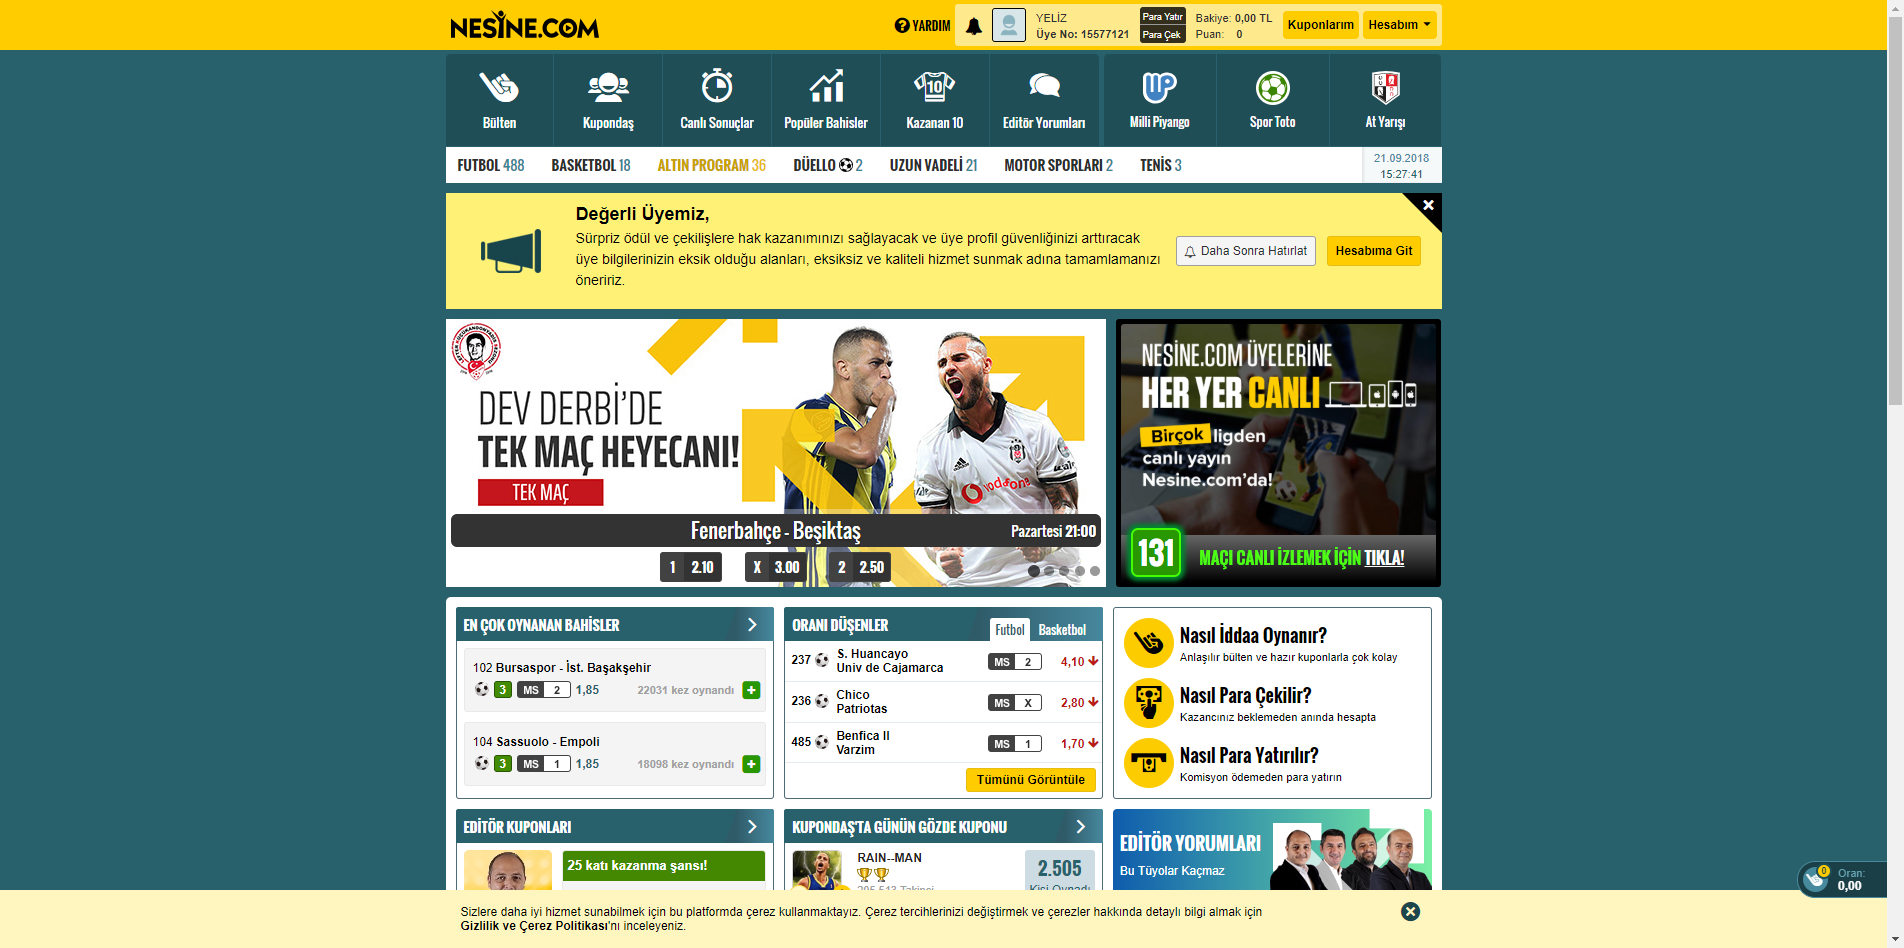 NESİNE.COM
YARDIM
YELİZ
Üye No: 15577121
Para Yatır
Para Çek
Bakiye: 0,00 TL
Puan: 0
Kuponlarım
Hesabım
10
Bülten
Kupondaş
Canlı Sonuçlar
Popüler Bahisler
Kazanan 10
Editör Yorumları
Milli Piyango
Spor Toto
At Yarışı
FUTBOL 488
BASKETBOL 18
ALTIN PROGRAM 36
DÜELLO 2
UZUN VADELİ 21
MOTOR SPORLARI 2
TENİS 3
21.09.2018
15:27:41
Değerli Üyemiz,
Sürpriz ödül ve çekilişlere hak kazanımınızı sağlayacak ve üye profil güvenliğinizi arttıracak
üye bilgilerinizin eksik olduğu alanları, eksiksiz ve kaliteli hizmet sunmak adına tamamlamanızı
öneririz.
Daha Sonra Hatırlat
Hesabıma Git
DEV DERBİ'DE
TEK MAÇ HEYECANI!
TEK MAÇ
vodafone
Fenerbahçe - Beşiktaş
Pazartesi 21:00
1 2.10
X 3.00
2 2.50
NESİNE.COM ÜYELERİNE
HER YER CANLI
Birçok ligden
canlı yayın
Nesine.com'da!
131
MAÇI CANLI İZLEMEK İÇİN TIKLA!
EN ÇOK OYNANAN BAHİSLER
102 Bursaspor - İst. Başakşehir
3 MS 2 1,85 22031 kez oynandı
104 Sassuolo - Empoli
3 MS 1 1,85 18098 kez oynandı
ORANI DÜŞENLER
Futbol
Basketbol
237 S. Huancayo
Univ de Cajamarca
MS 2 4,10
236 Chico
Patriotas
MS X 2,80
485 Benfica II
Varzim
MS 1 1,70
Tümünü Görüntüle
Nasıl İddaa Oynanır?
Anlaşılır bülten ve hazır kuponlarla çok kolay
Nasıl Para Çekilir?
Kazancınız beklemeden anında hesapta
Nasıl Para Yatırılır?
Komisyon ödemeden para yatırın
EDİTÖR KUPONLARI
25 katı kazanma şansı!
KUPONDAŞ'TA GÜNÜN GÖZDE KUPONU
RAIN--MAN
2.505
Kişi Oynadı
EDİTÖR YORUMLARI
Bu Tüyolar Kaçmaz
0
Oran:
0,00
Sizlere daha iyi hizmet sunabilmek için bu platformda çerez kullanmaktayız. Çerez tercihlerinizi değiştirmek ve çerezler hakkında detaylı bilgi almak için
Gizlilik ve Çerez Politikası'nı inceleyeniz.